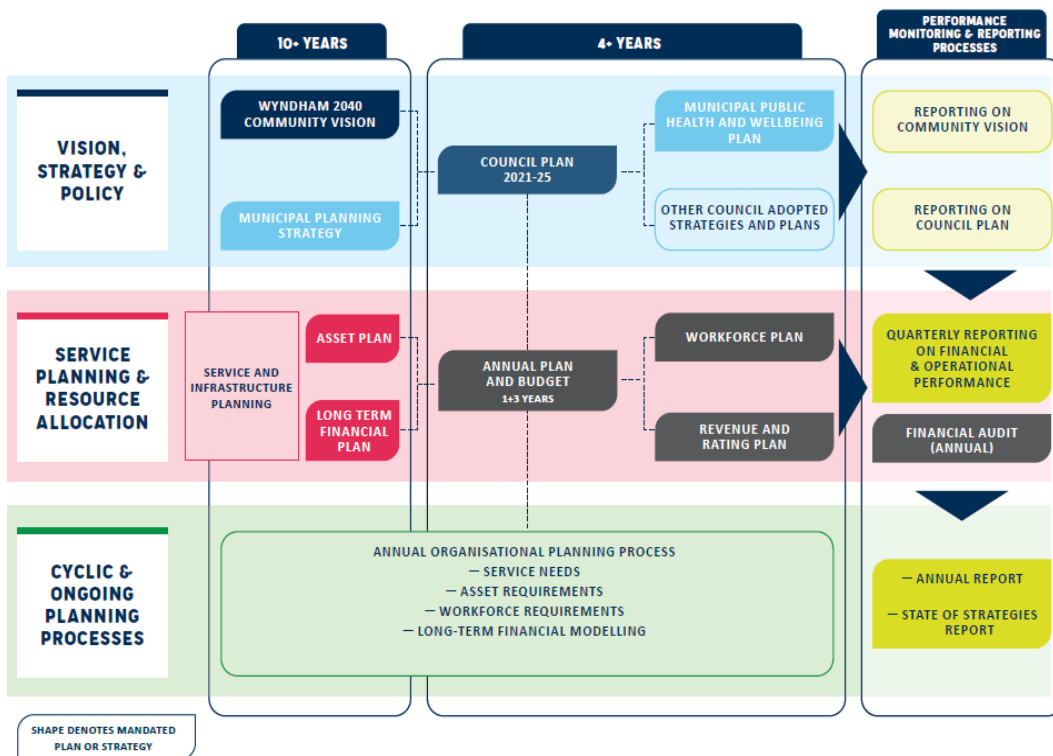 10+ YEARS
4+ YEARS
PERFORMANCE
MONITORING & REPORTING
PROCESSES
VISION,
STRATEGY &
POLICY
WYNDHAM 2040
COMMUNITY VISION
MUNICIPAL PLANNING
STRATEGY
COUNCIL PLAN
2021-25
MUNICIPAL PUBLIC
HEALTH AND WELLBEING
PLAN
OTHER COUNCIL ADOPTED
STRATEGIES AND PLANS
REPORTING ON
COMMUNITY VISION
REPORTING ON
COUNCIL PLAN
SERVICE
PLANNING &
RESOURCE
ALLOCATION
SERVICE AND
INFRASTRUCTURE
PLANNING
ASSET PLAN
LONG TERM
FINANCIAL
PLAN
ANNUAL PLAN
AND BUDGET
1+3 YEARS
WORKFORCE PLAN
REVENUE AND
RATING PLAN
QUARTERLY REPORTING
ON FINANCIAL
& OPERATIONAL
PERFORMANCE
FINANCIAL AUDIT
(ANNUAL)
CYCLIC &
ONGOING
PLANNING
PROCESSES
ANNUAL ORGANISATIONAL PLANNING PROCESS
— SERVICE NEEDS
— ASSET REQUIREMENTS
— WORKFORCE REQUIREMENTS
— LONG-TERM FINANCIAL MODELLING
— ANNUAL REPORT
— STATE OF STRATEGIES
REPORT
SHAPE DENOTES MANDATED
PLAN OR STRATEGY